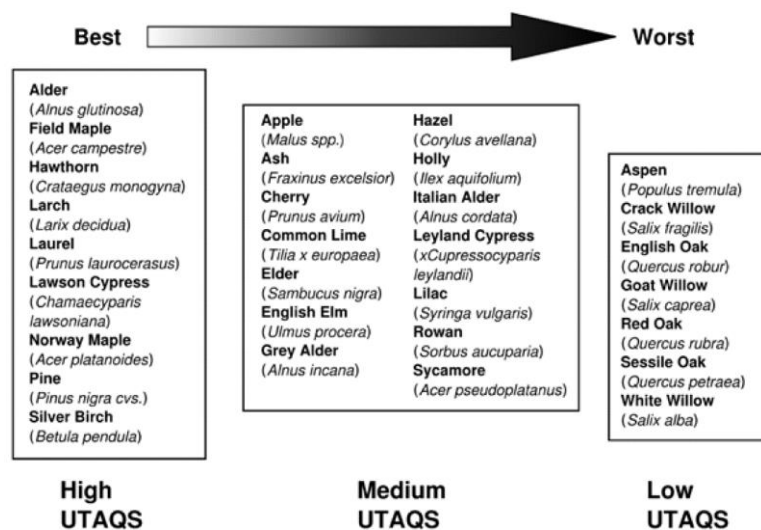 Best
Worst
Alder
(Alnus glutinosa)
Field Maple
(Acer campestre)
Hawthorn
(Crataegus monogyna)
Larch
(Larix decidua)
Laurel
(Prunus laurocerasus)
Lawson Cypress
(Chamaecyparis
lawsoniana)
Norway Maple
(Acer platanoides)
Pine
(Pinus nigra cvs.)
Silver Birch
(Betula pendula)
High
UTAQS
Apple
(Malus spp.)
Ash
(Fraxinus excelsior)
Cherry
(Prunus avium)
Common Lime
(Tilia x europaea)
Elder
(Sambucus nigra)
English Elm
(Ulmus procera)
Grey Alder
(Alnus incana)
Hazel
(Corylus avellana)
Holly
(Ilex aquifolium)
Italian Alder
(Alnus cordata)
Leyland Cypress
(xCupressocyparis
leylandii)
Lilac
(Syringa vulgaris)
Rowan
(Sorbus aucuparia)
Sycamore
(Acer pseudoplatanus)
Medium
UTAQS
Aspen
(Populus tremula)
Crack Willow
(Salix fragilis)
English Oak
(Quercus robur)
Goat Willow
(Salix caprea)
Red Oak
(Quercus rubra)
Sessile Oak
(Quercus petraea)
White Willow
(Salix alba)
Low
UTAQS